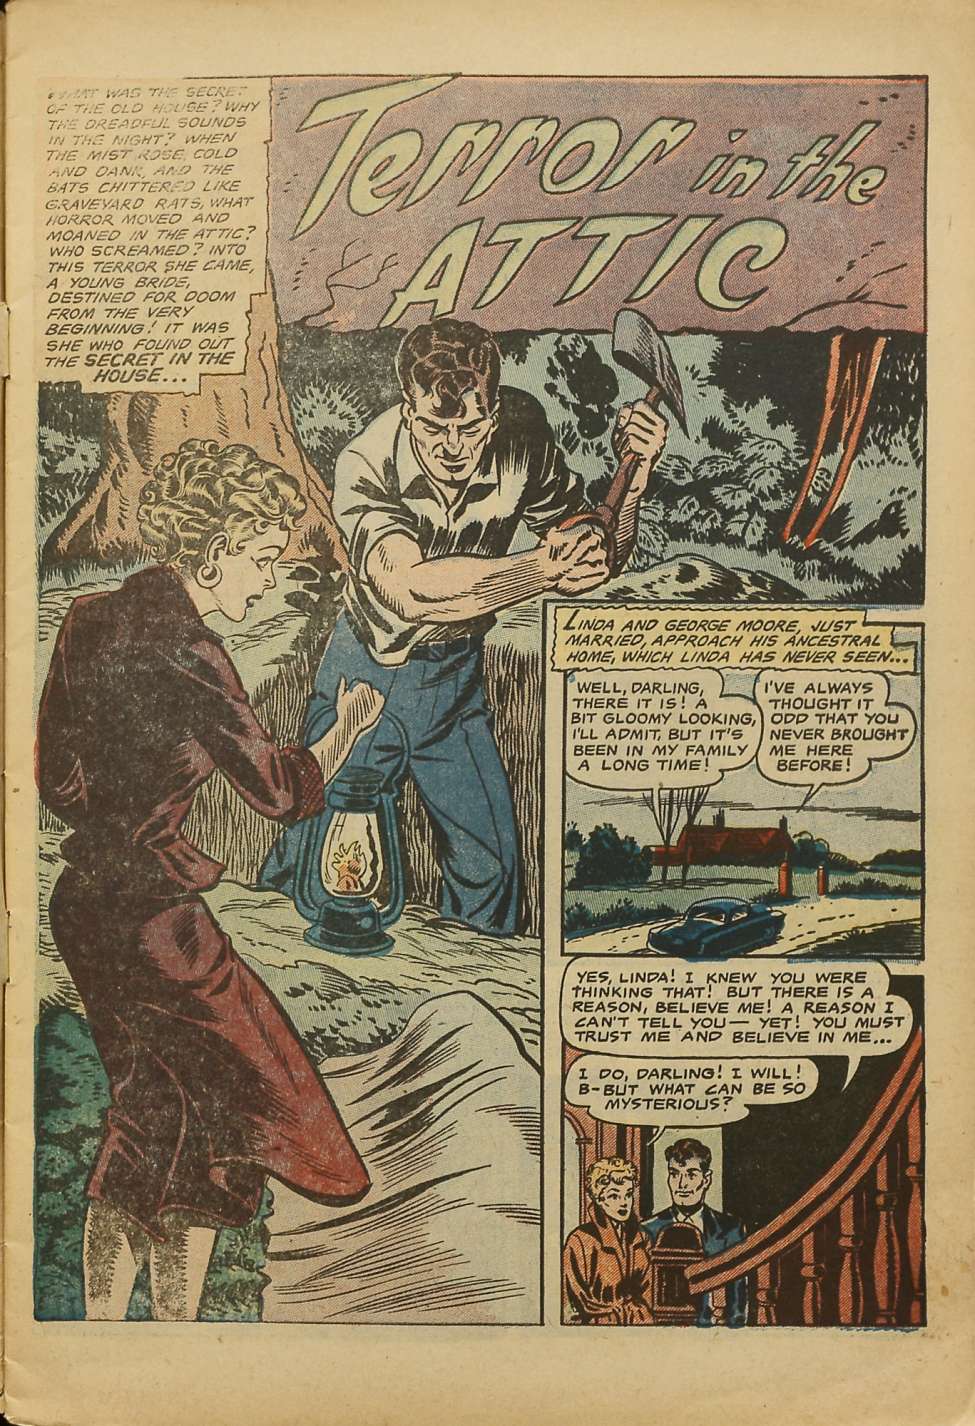 WHAT WAS THE SECRET
OF THE OLD HOUSE? WHY
THE DREADFUL SOUNDS
IN THE NIGHT? WHEN
THE MIST ROSE, COLD
AND DANK, AND THE
BATS CHITTERED LIKE
GRAVEYARD RATS, WHAT
HORROR MOVED AND
MOANED IN THE ATTIC?
WHO SCREAMED? INTO
THIS TERROR SHE CAME,
A YOUNG BRIDE,
DESTINED FOR DOOM
FROM THE VERY
BEGINNING! IT WAS
SHE WHO FOUND OUT
THE SECRET IN THE
HOUSE...
Terror in the
ATTIC
LINDA AND GEORGE MOORE, JUST
MARRIED, APPROACH HIS ANCESTRAL
HOME, WHICH LINDA HAS NEVER SEEN...
WELL, DARLING,
THERE IT IS! A
BIT GLOOMY LOOKING,
I'LL ADMIT, BUT IT'S
BEEN IN MY FAMILY
A LONG TIME!
I'VE ALWAYS
THOUGHT IT
ODD THAT YOU
NEVER BROUGHT
ME HERE
BEFORE!
YES, LINDA! I KNEW YOU WERE
THINKING THAT! BUT THERE IS A
REASON, BELIEVE ME! A REASON I
CAN'T TELL YOU — YET! YOU MUST
TRUST ME AND BELIEVE IN ME...
I DO, DARLING! I WILL!
B-BUT WHAT CAN BE SO
MYSTERIOUS?